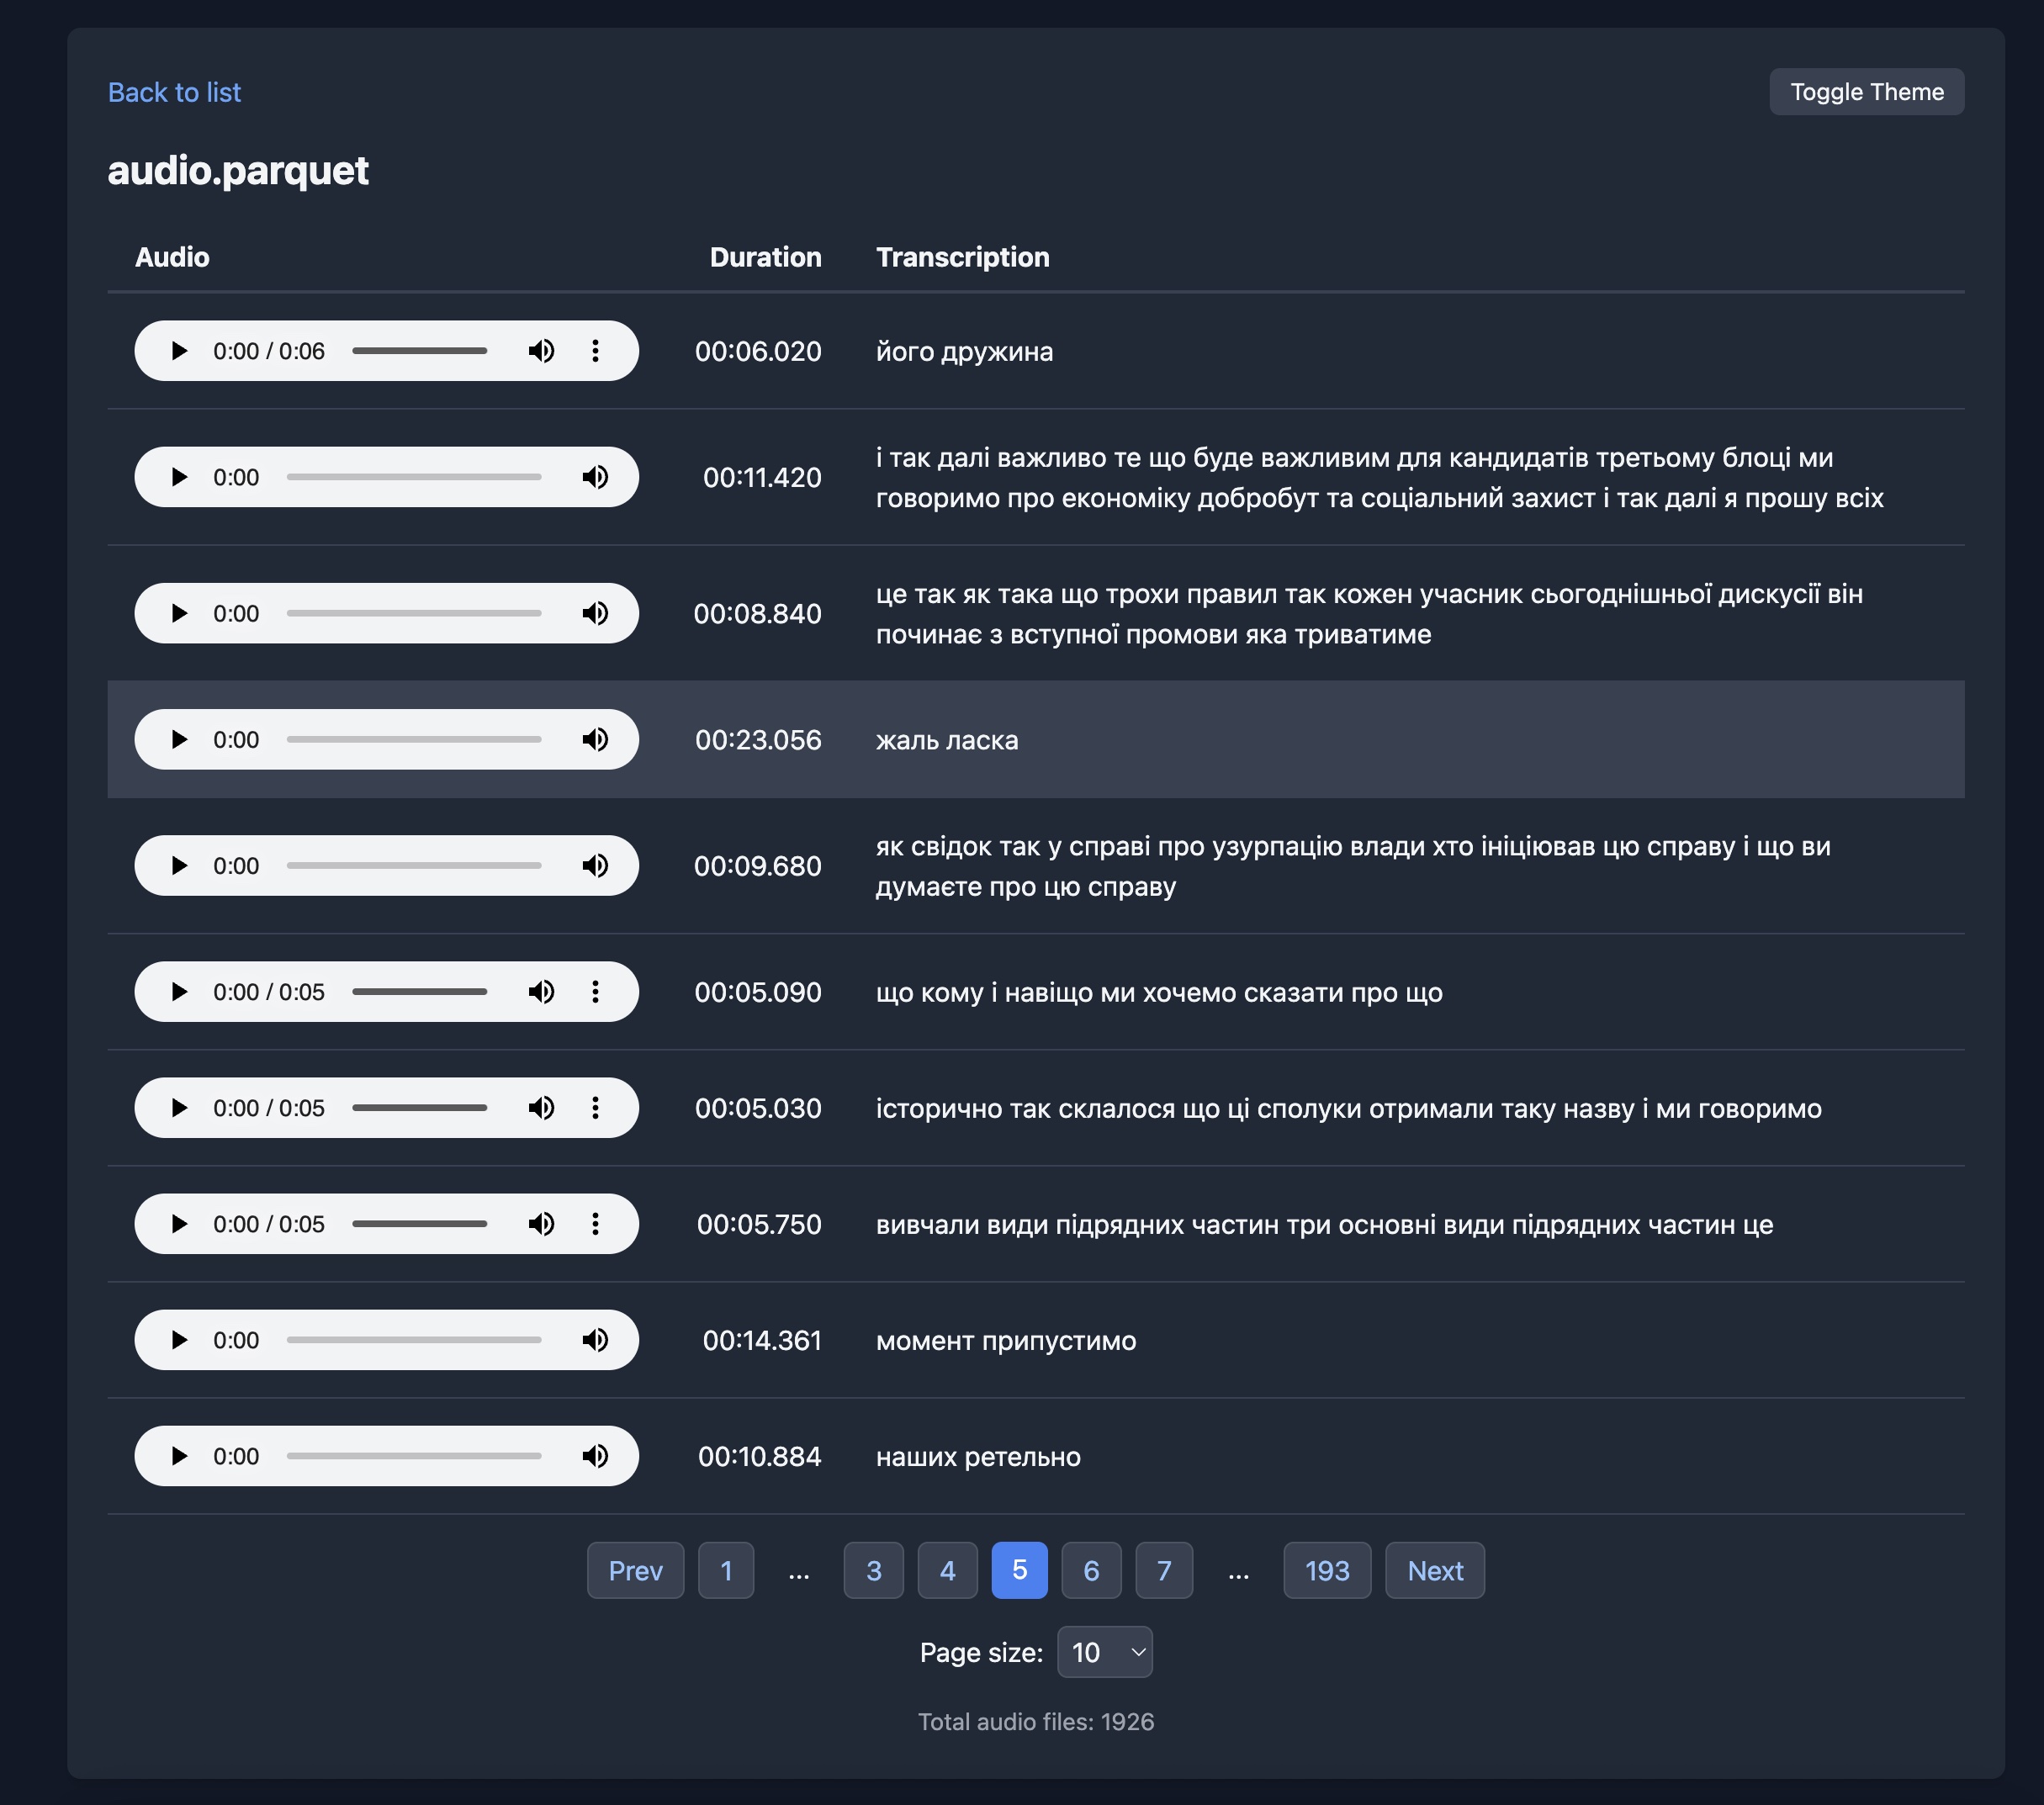 Back to list
Toggle Theme
audio.parquet
Audio Duration Transcription
0:00 / 0:06 00:06.020 його дружина
0:00 00:11.420 і так далі важливо те що буде важливим для кандидатів третьому блоці ми
говоримо про економіку добробут та соціальний захист і так далі я прошу всіх
0:00 00:08.840 це так як така що трохи правил так кожен учасник сьогоднішньої дискусії він
починає з вступної промови яка триватиме
0:00 00:23.056 жаль ласка
0:00 00:09.680 як свідок так у справі про узурпацію влади хто ініціював цю справу і що ви
думаєте про цю справу
0:00 / 0:05 00:05.090 що кому і навіщо ми хочемо сказати про що
0:00 / 0:05 00:05.030 історично так склалося що ці сполуки отримали таку назву і ми говоримо
0:00 / 0:05 00:05.750 вивчали види підрядних частин три основні види підрядних частин це
0:00 00:14.361 момент припустимо
0:00 00:10.884 наших ретельно
Prev 1 ... 3 4 5 6 7 ... 193 Next
Page size: 10
Total audio files: 1926